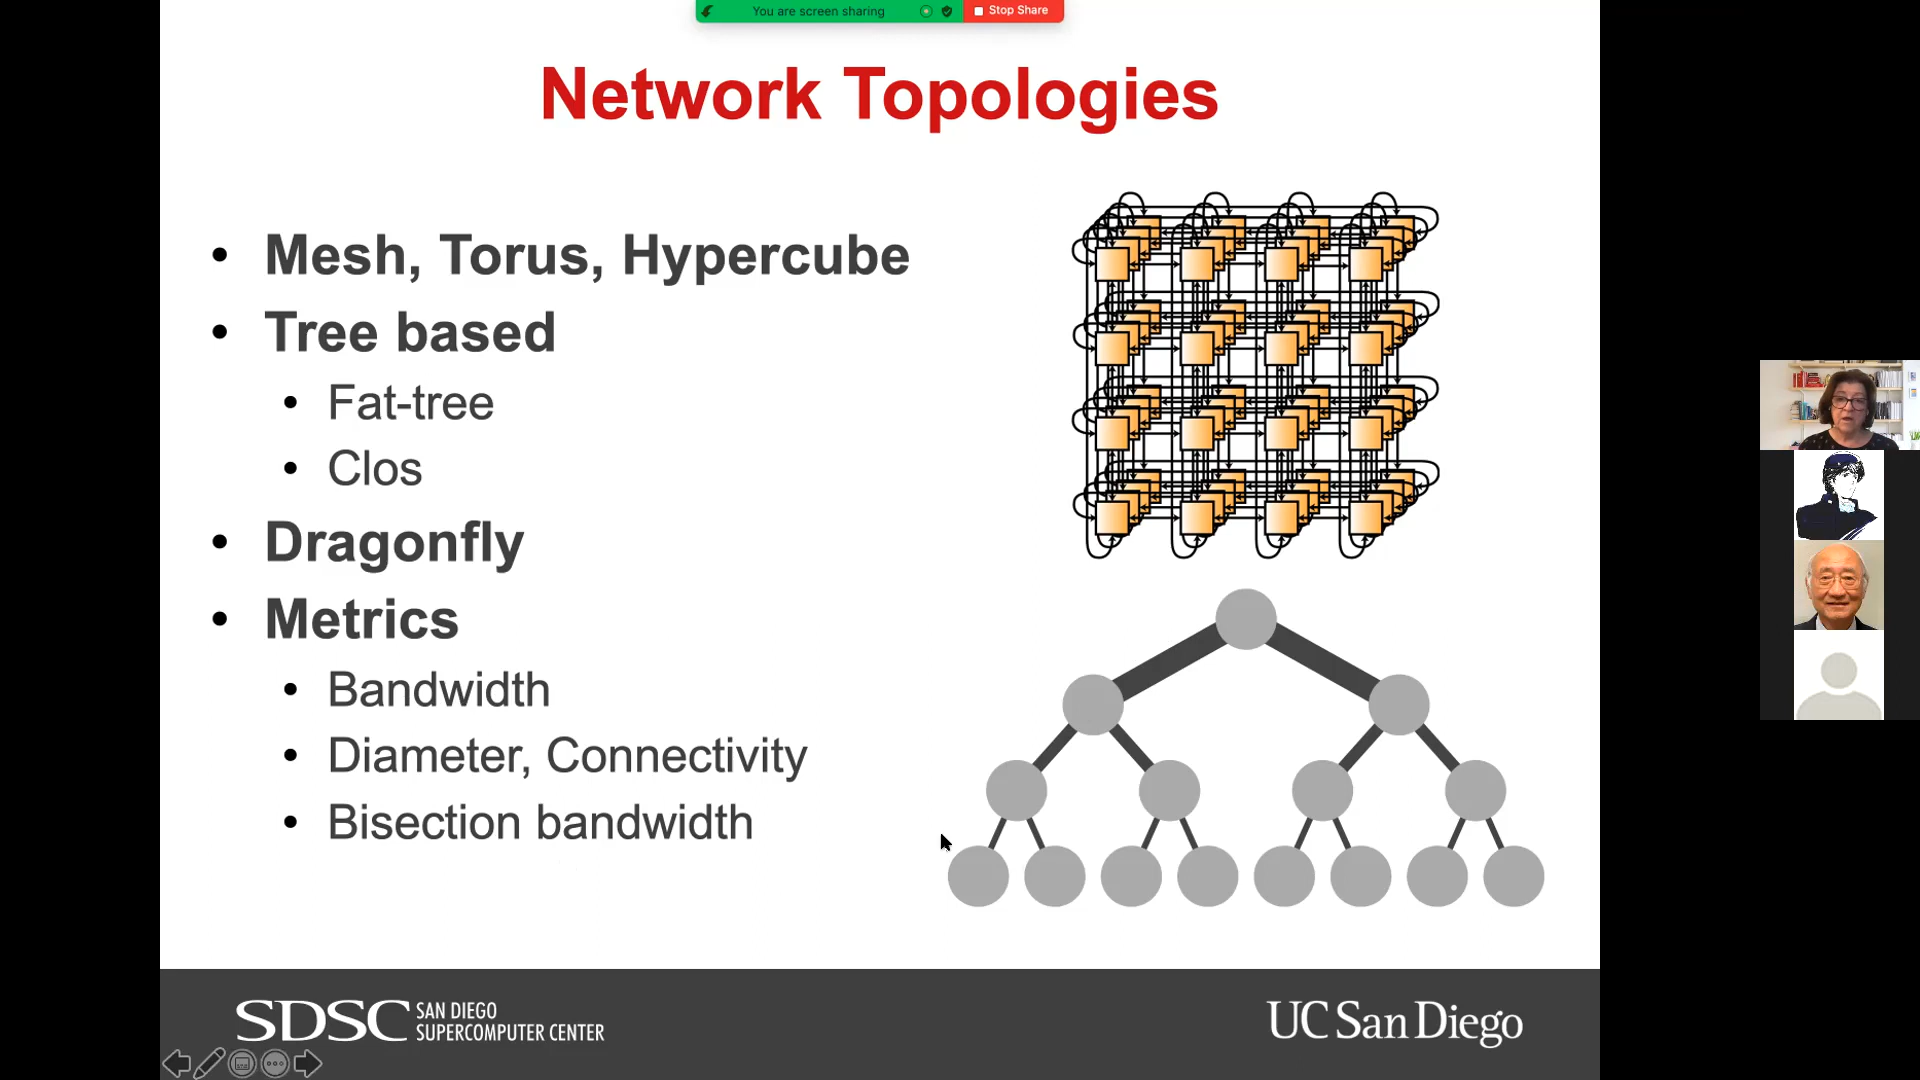 You are screen sharing
Stop Share
Network Topologies
• Mesh, Torus, Hypercube
• Tree based
• Fat-tree
• Clos
• Dragonfly
• Metrics
• Bandwidth
• Diameter, Connectivity
• Bisection bandwidth
SDSC SAN DIEGO
SUPERCOMPUTER CENTER
UC San Diego